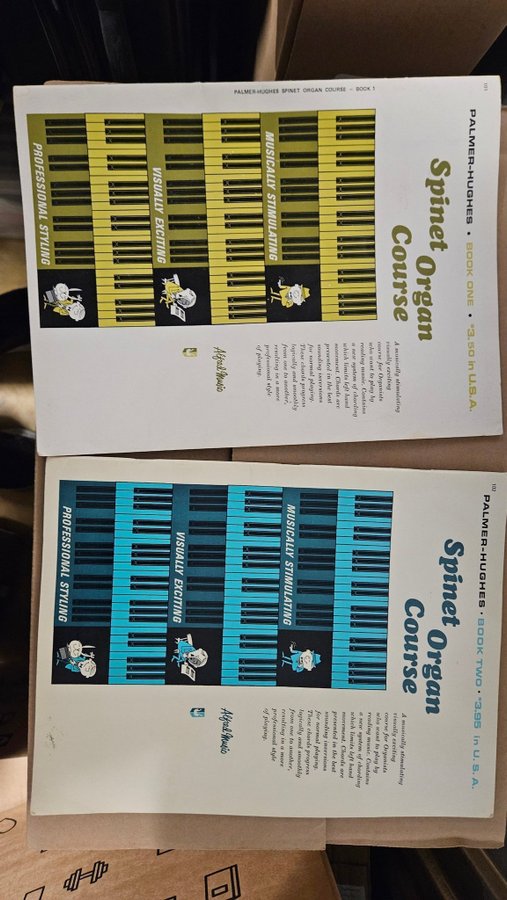 101
PALMER-HUGHES • BOOK ONE • $3.50 in U.S.A.
Spinet Organ
Course
A musically stimulating
visually exciting
course for Organists
who want to play by
reading music. Contains
a new system of chording
which limits left hand
movement. Chords are
presented in the best
sounding inversions
for normal playing.
These chords progress
logically and smoothly
from one to another,
resulting in a more
professional style
of playing.
MUSICALLY STIMULATING
VISUALLY EXCITING
PROFESSIONAL STYLING
Alfred Music
PALMER-HUGHES SPINET ORGAN COURSE — BOOK 1
102
PALMER-HUGHES • BOOK TWO • $3.95 in U.S.A.
Spinet Organ
Course
A musically stimulating
visually exciting
course for Organists
who want to play by
reading music. Contains
a new system of chording
which limits left hand
movement. Chords are
presented in the best
sounding inversions
for normal playing.
These chords progress
logically and smoothly
from one to another,
resulting in a more
professional style
of playing.
MUSICALLY STIMULATING
VISUALLY EXCITING
PROFESSIONAL STYLING
Alfred Music